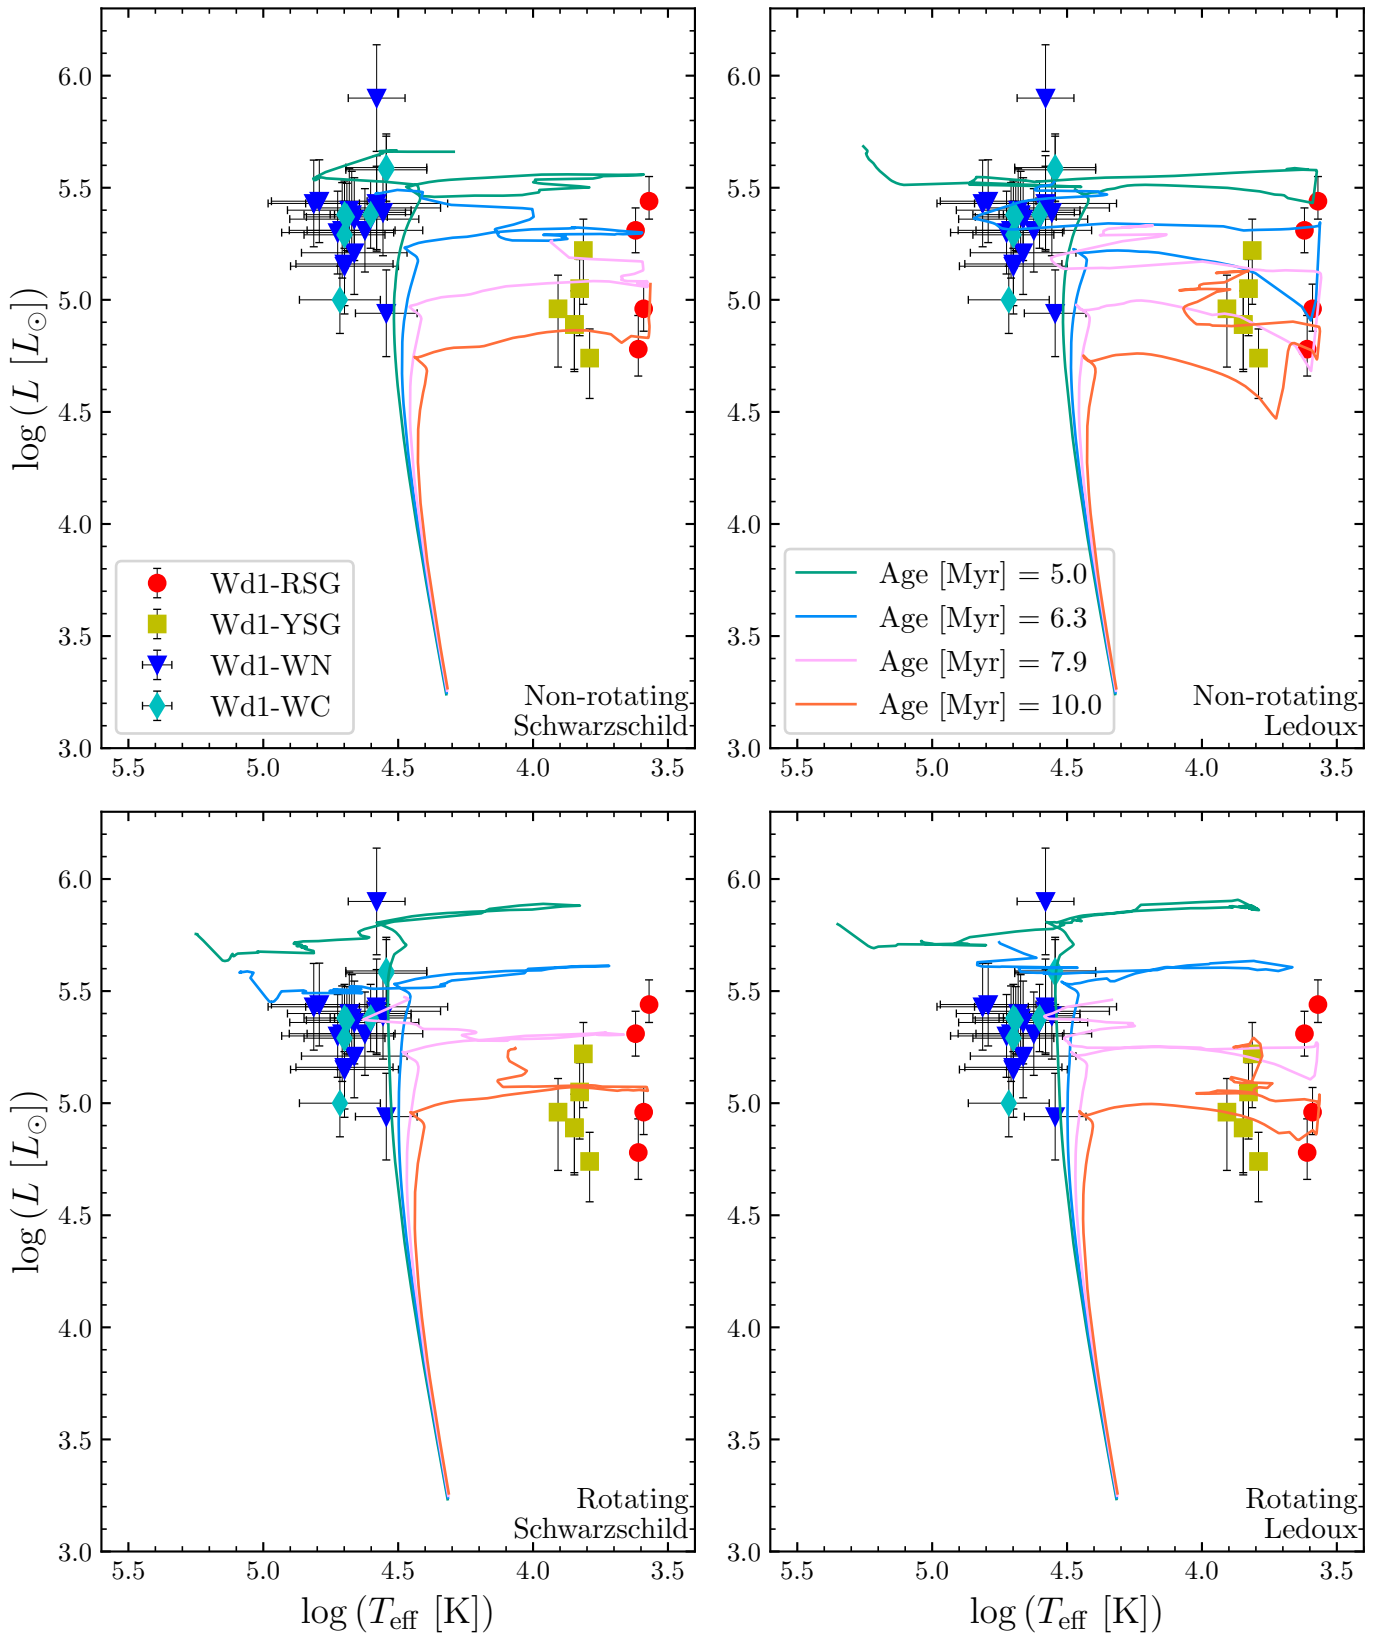 6.0
5.5
5.0
4.5
4.0
3.5
3.0
log (L [L⊙])
Wd1-RSG
Wd1-YSG
Wd1-WN
Wd1-WC
Non-rotating
Schwarzschild
5.5 5.0 4.5 4.0 3.5
6.0
5.5
5.0
4.5
4.0
3.5
3.0
Age [Myr] = 5.0
Age [Myr] = 6.3
Age [Myr] = 7.9
Age [Myr] = 10.0
Non-rotating
Ledoux
5.5 5.0 4.5 4.0 3.5
6.0
5.5
5.0
4.5
4.0
3.5
3.0
log (L [L⊙])
Rotating
Schwarzschild
5.5 5.0 4.5 4.0 3.5
log (Teff [K])
6.0
5.5
5.0
4.5
4.0
3.5
3.0
Rotating
Ledoux
5.5 5.0 4.5 4.0 3.5
log (Teff [K])